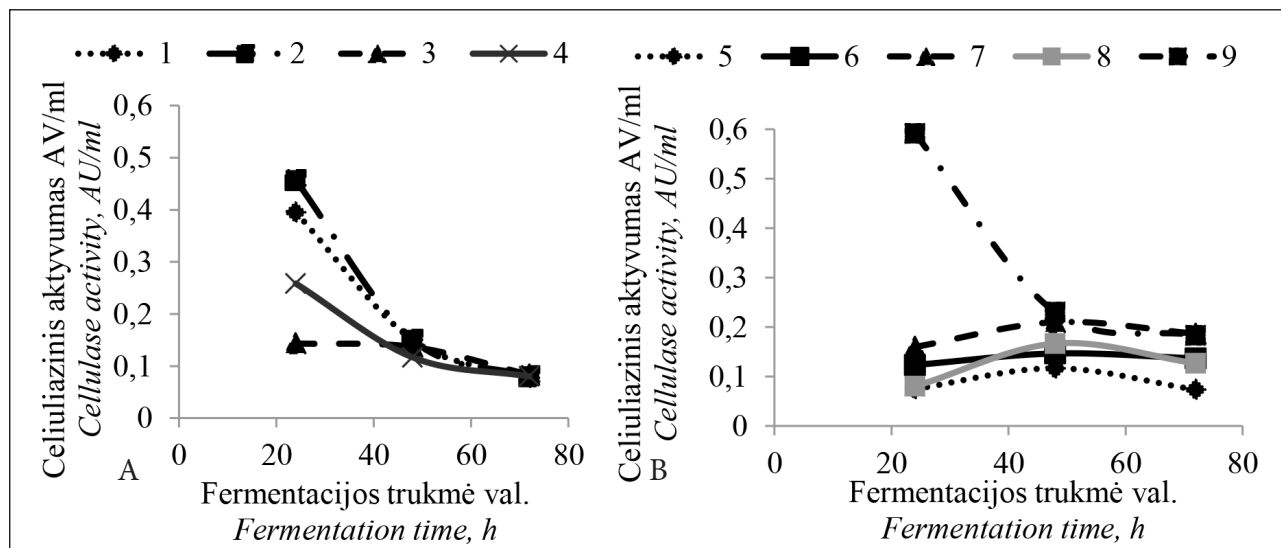 1 2 3 4
Celiuliazinis aktyvumas AV/ml
Cellulase activity, AU/ml
0,6
0,5
0,4
0,3
0,2
0,1
0
0 20 40 60 80
A
Fermentacijos trukmė val.
Fermentation time, h
5 6 7 8 9
Celiuliazinis aktyvumas AV/ml
Cellulase activity, AU/ml
0,6
0,5
0,4
0,3
0,2
0,1
0
0 20 40 60 80
B
Fermentacijos trukmė val.
Fermentation time, h